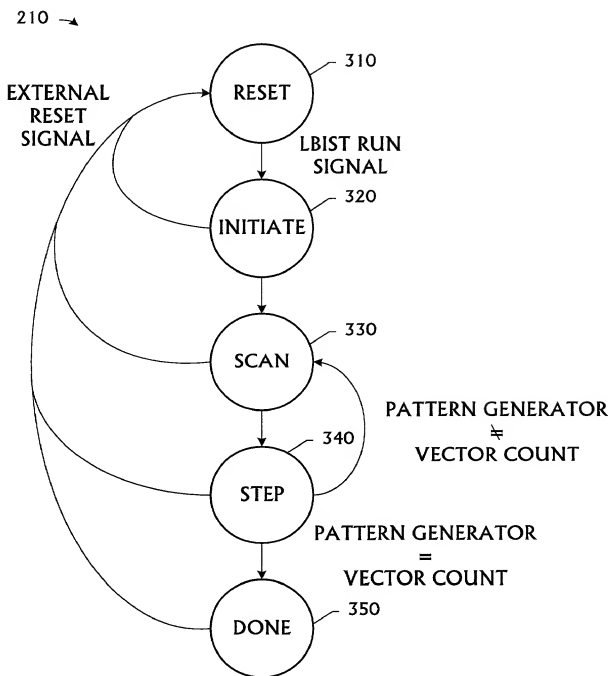 210
310
EXTERNAL
RESET
SIGNAL
RESET
LBIST RUN
SIGNAL
320
INITIATE
330
SCAN
PATTERN GENERATOR
≠
VECTOR COUNT
340
STEP
PATTERN GENERATOR
=
VECTOR COUNT
350
DONE